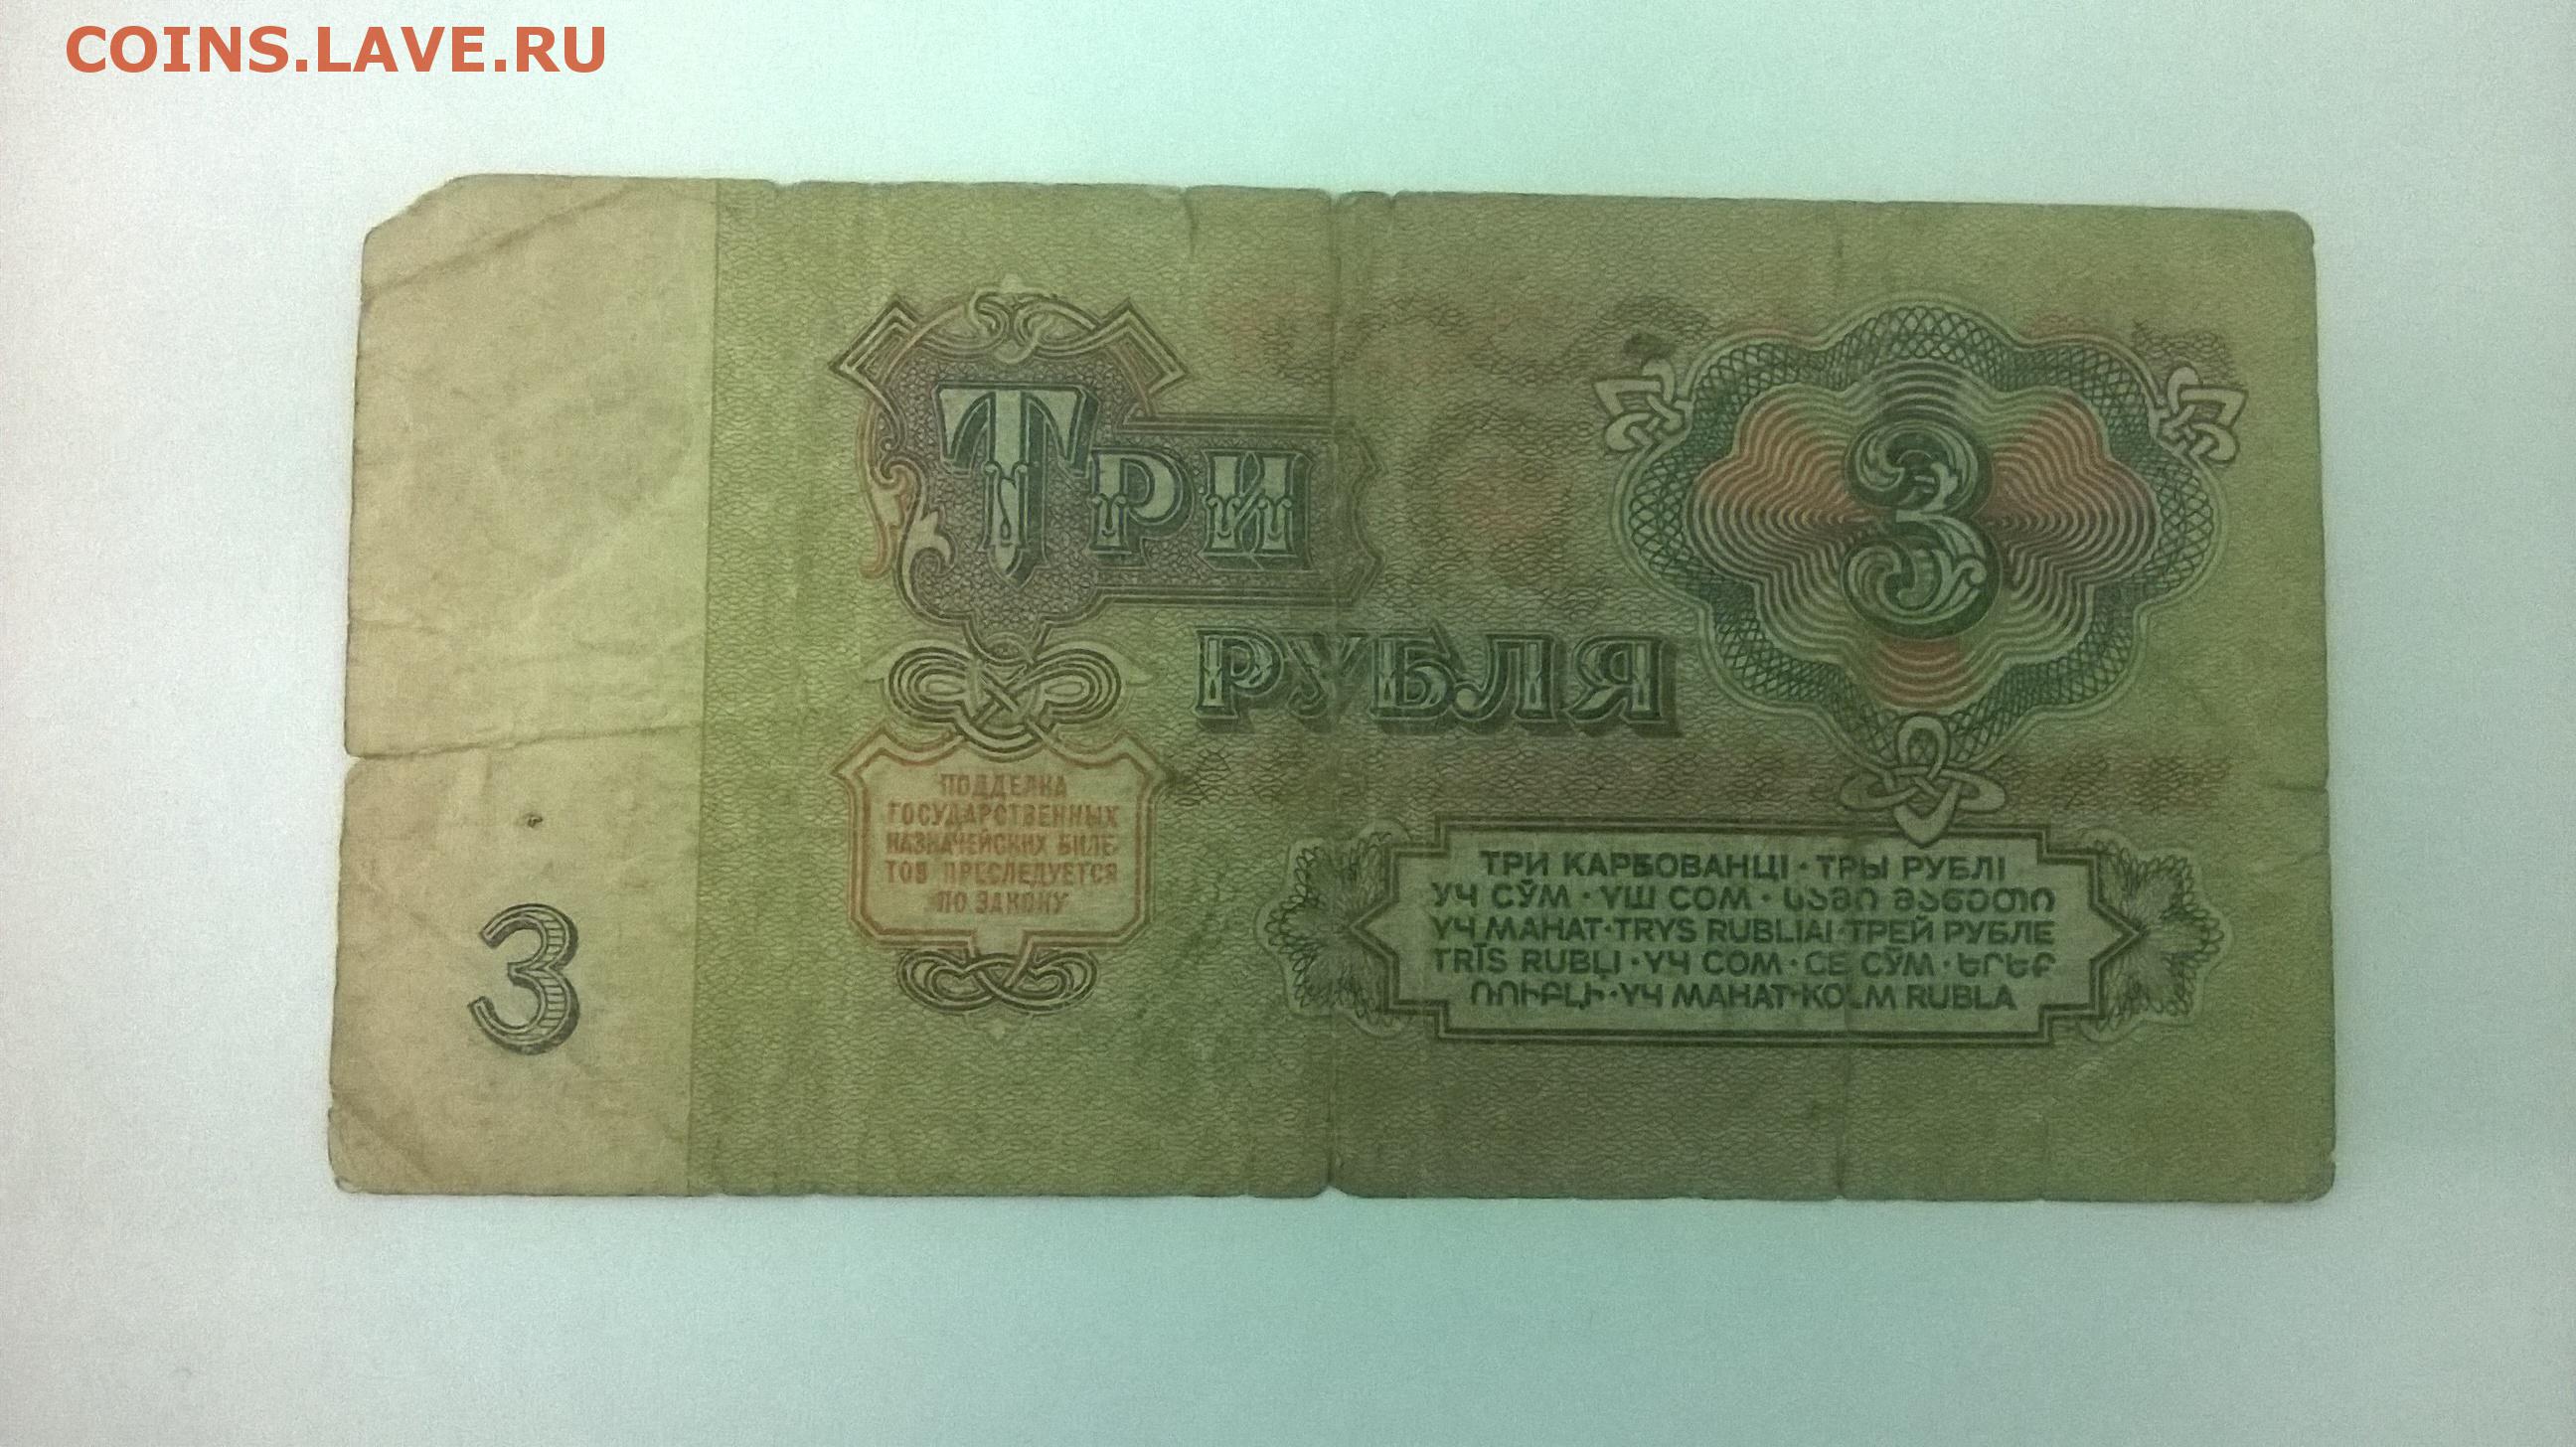 COINS.LAVE.RU
ТРИ
РУБЛЯ
3
ПОДДЕЛКА
ГОСУДАРСТВЕННЫХ
НАЗНАЧЕЙСКИХ БИЛЕ-
ТОВ ПРЕСЛЕДУЕТСЯ
ПО ЗАКОНУ
ТРИ КАРБОВАНЦІ · ТРЫ РУБЛІ
УЧ СЎМ · ҮШ СОМ · ᲡᲐᲛᲘ ᲛᲐᲜᲔᲗᲘ
ҮЧ МАНАТ · TRYS RUBLIAI · ТРЕЙ РУБЛЕ
TRĪS RUBĻI · ҮЧ СОМ · СЕ СӮМ · ԵՐԵՔ
ՌՈՒԲԼԻ · ҮЧ МАНАТ · KOLM RUBLA
3